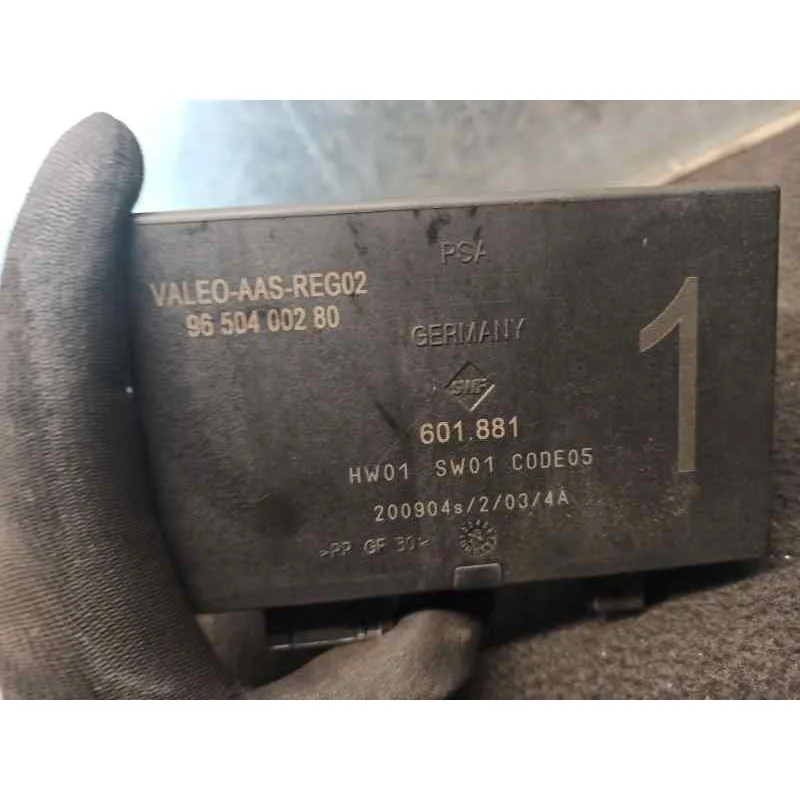 PSA
VALEO-AAS-REG02
96 504 002 80
GERMANY
1
SWF
601.881
HW01 SW01 CODE05
200904s/2/03/4A
>PP GF 30<